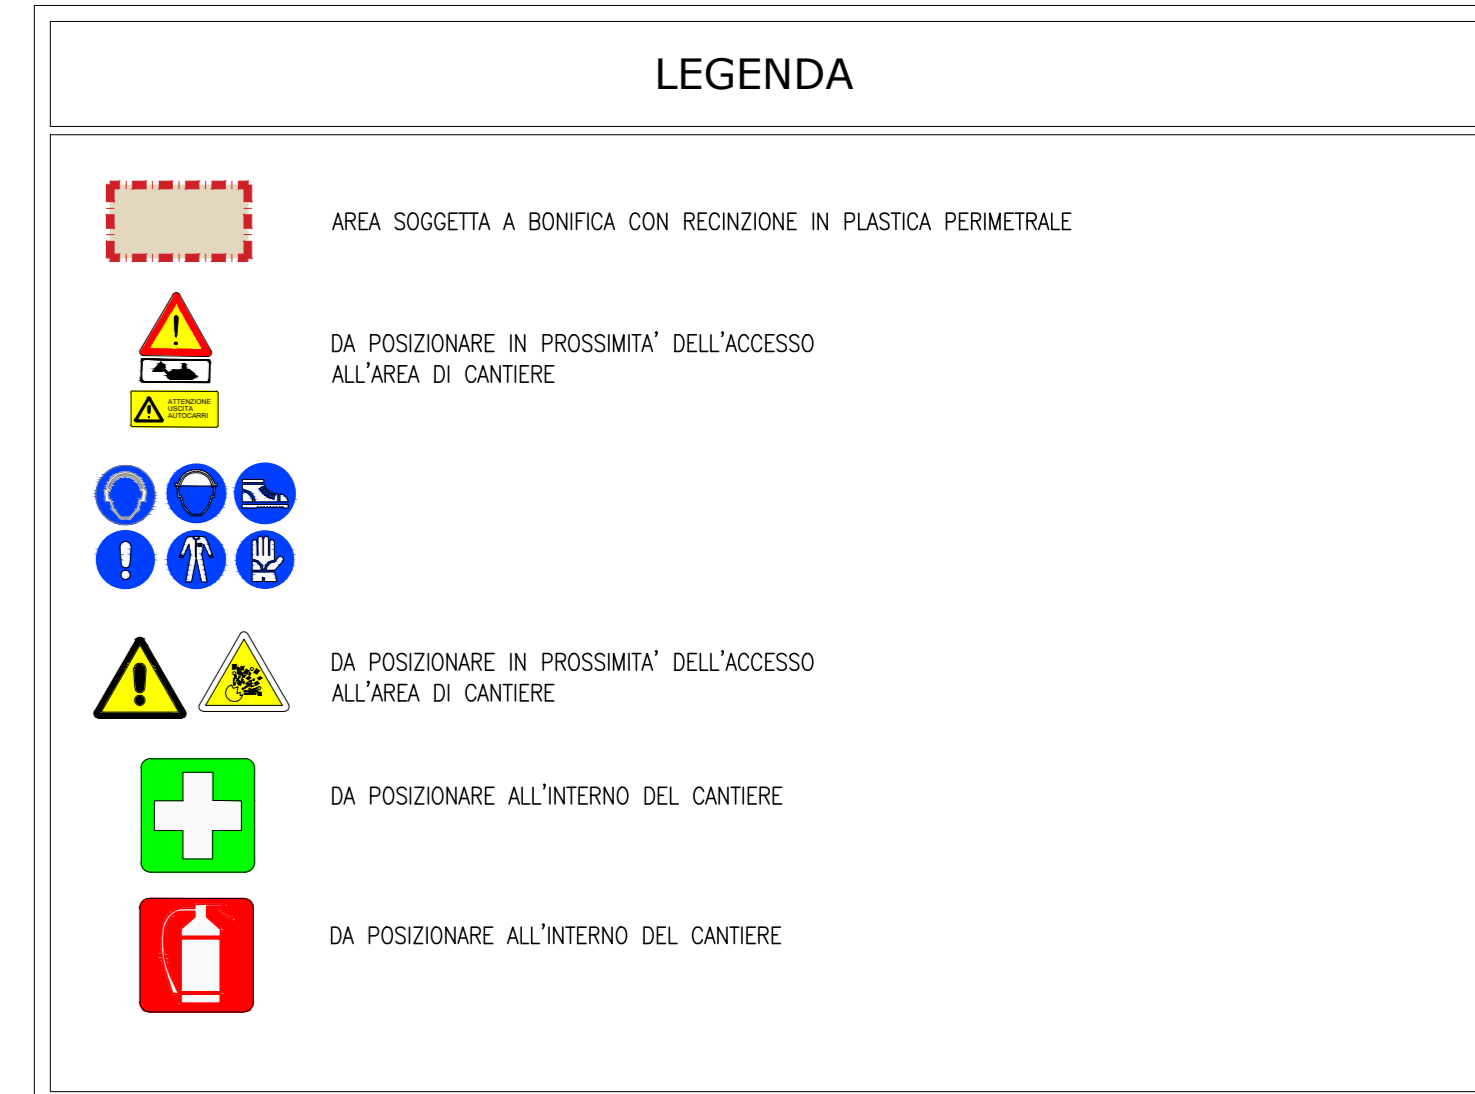 LEGENDA
AREA SOGGETTA A BONIFICA CON RECINZIONE IN PLASTICA PERIMETRALE
DA POSIZIONARE IN PROSSIMITA' DELL'ACCESSO
ALL'AREA DI CANTIERE
ATTENZIONE
USCITA
AUTOCARRI
DA POSIZIONARE IN PROSSIMITA' DELL'ACCESSO
ALL'AREA DI CANTIERE
DA POSIZIONARE ALL'INTERNO DEL CANTIERE
DA POSIZIONARE ALL'INTERNO DEL CANTIERE